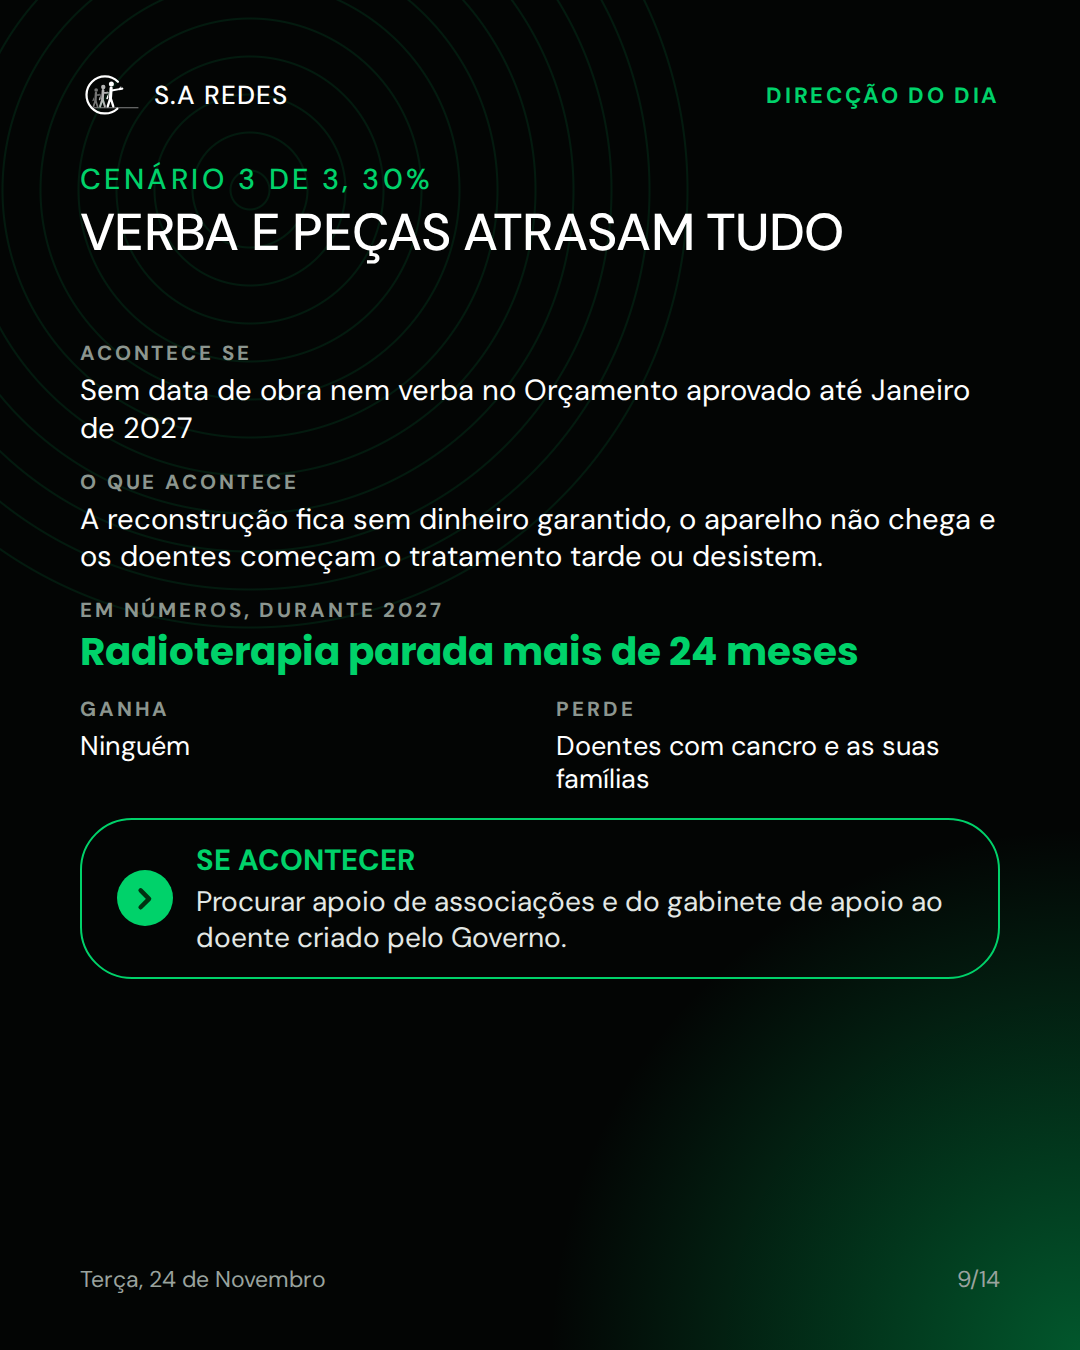 S.A REDES
DIRECÇÃO DO DIA
CENÁRIO 3 DE 3, 30%
VERBA E PEÇAS ATRASAM TUDO
ACONTECE SE
Sem data de obra nem verba no Orçamento aprovado até Janeiro
de 2027
O QUE ACONTECE
A reconstrução fica sem dinheiro garantido, o aparelho não chega e
os doentes começam o tratamento tarde ou desistem.
EM NÚMEROS, DURANTE 2027
Radioterapia parada mais de 24 meses
GANHA
Ninguém
PERDE
Doentes com cancro e as suas
famílias
SE ACONTECER
Procurar apoio de associações e do gabinete de apoio ao
doente criado pelo Governo.
Terça, 24 de Novembro
9/14